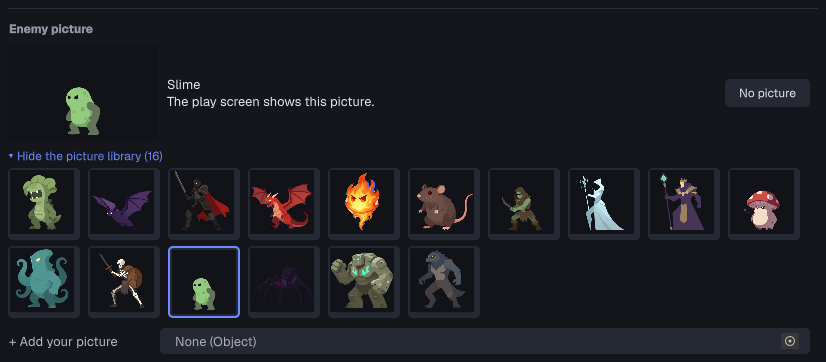 Enemy picture
Slime
The play screen shows this picture.
No picture
▾ Hide the picture library (16)
+ Add your picture
None (Object)